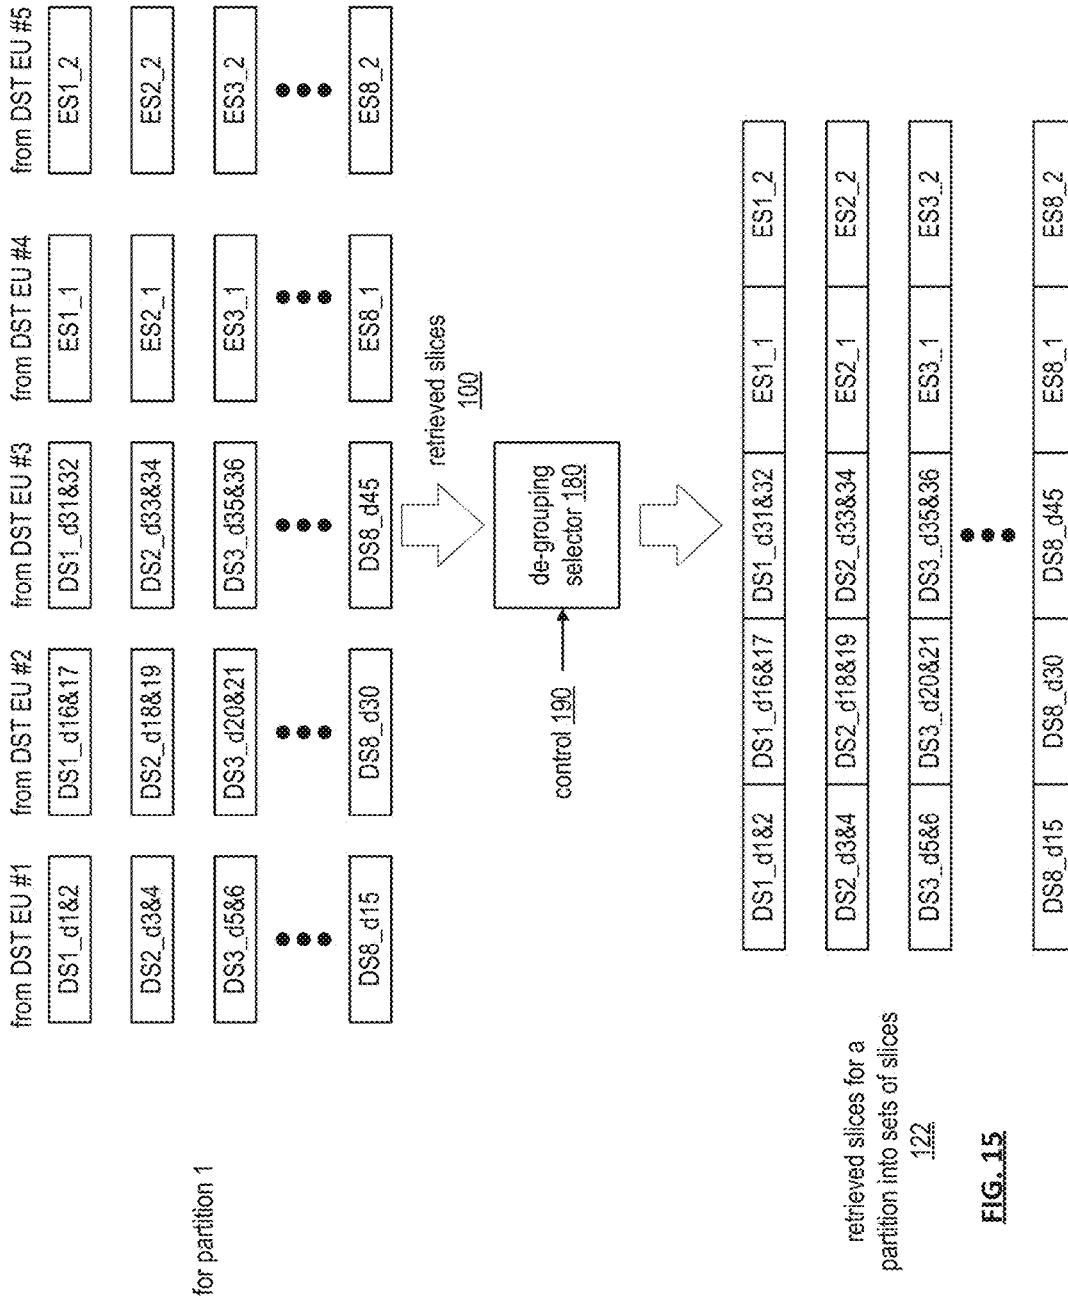 from DST EU #1
from DST EU #2
from DST EU #3
from DST EU #4
from DST EU #5
DS1_d1&2
DS1_d16&17
DS1_d31&32
ES1_1
ES1_2
for partition 1
DS2_d3&4
DS2_d18&19
DS2_d33&34
ES2_1
ES2_2
DS3_d5&6
DS3_d20&21
DS3_d35&36
ES3_1
ES3_2
DS8_d15
DS8_d30
DS8_d45
ES8_1
ES8_2
retrieved slices
100
control 190
de-grouping
selector 180
DS1_d1&2
DS1_d16&17
DS1_d31&32
ES1_1
ES1_2
retrieved slices for a
partition into sets of slices
122
DS2_d3&4
DS2_d18&19
DS2_d33&34
ES2_1
ES2_2
DS3_d5&6
DS3_d20&21
DS3_d35&36
ES3_1
ES3_2
DS8_d15
DS8_d30
DS8_d45
ES8_1
ES8_2
FIG. 15